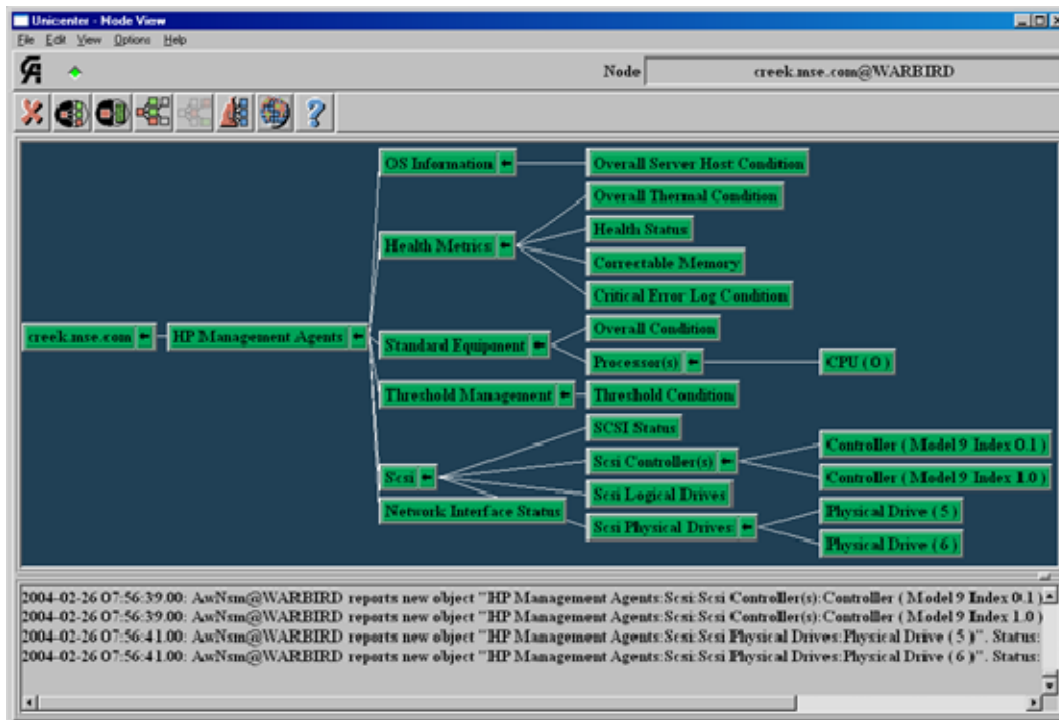 Unicenter - Node View
File Edit View Options Help
Node creek.mse.com@WARBIRD
OS Information
Overall Server Host Condition
Overall Thermal Condition
Health Status
Health Metrics
Correctable Memory
Critical Error Log Condition
creek.mse.com
HP Management Agents
Overall Condition
Standard Equipment
Processor(s)
CPU ( 0 )
Threshold Management
Threshold Condition
SCSI Status
Controller ( Model 9 Index 0.1 )
Scsi Controller(s)
Scsi
Controller ( Model 9 Index 1.0 )
Scsi Logical Drives
Network Interface Status
Physical Drive ( 5 )
Scsi Physical Drives
Physical Drive ( 6 )
2004-02-26 07:56:39.00: AwNsm@WARBIRD reports new object "HP Management Agents:Scsi:Scsi Controller(s):Controller ( Model 9 Index 0.1 )
2004-02-26 07:56:39.00: AwNsm@WARBIRD reports new object "HP Management Agents:Scsi:Scsi Controller(s):Controller ( Model 9 Index 1.0 )
2004-02-26 07:56:41.00: AwNsm@WARBIRD reports new object "HP Management Agents:Scsi:Scsi Physical Drives:Physical Drive ( 5 )". Status:
2004-02-26 07:56:41.00: AwNsm@WARBIRD reports new object "HP Management Agents:Scsi:Scsi Physical Drives:Physical Drive ( 6 )". Status: